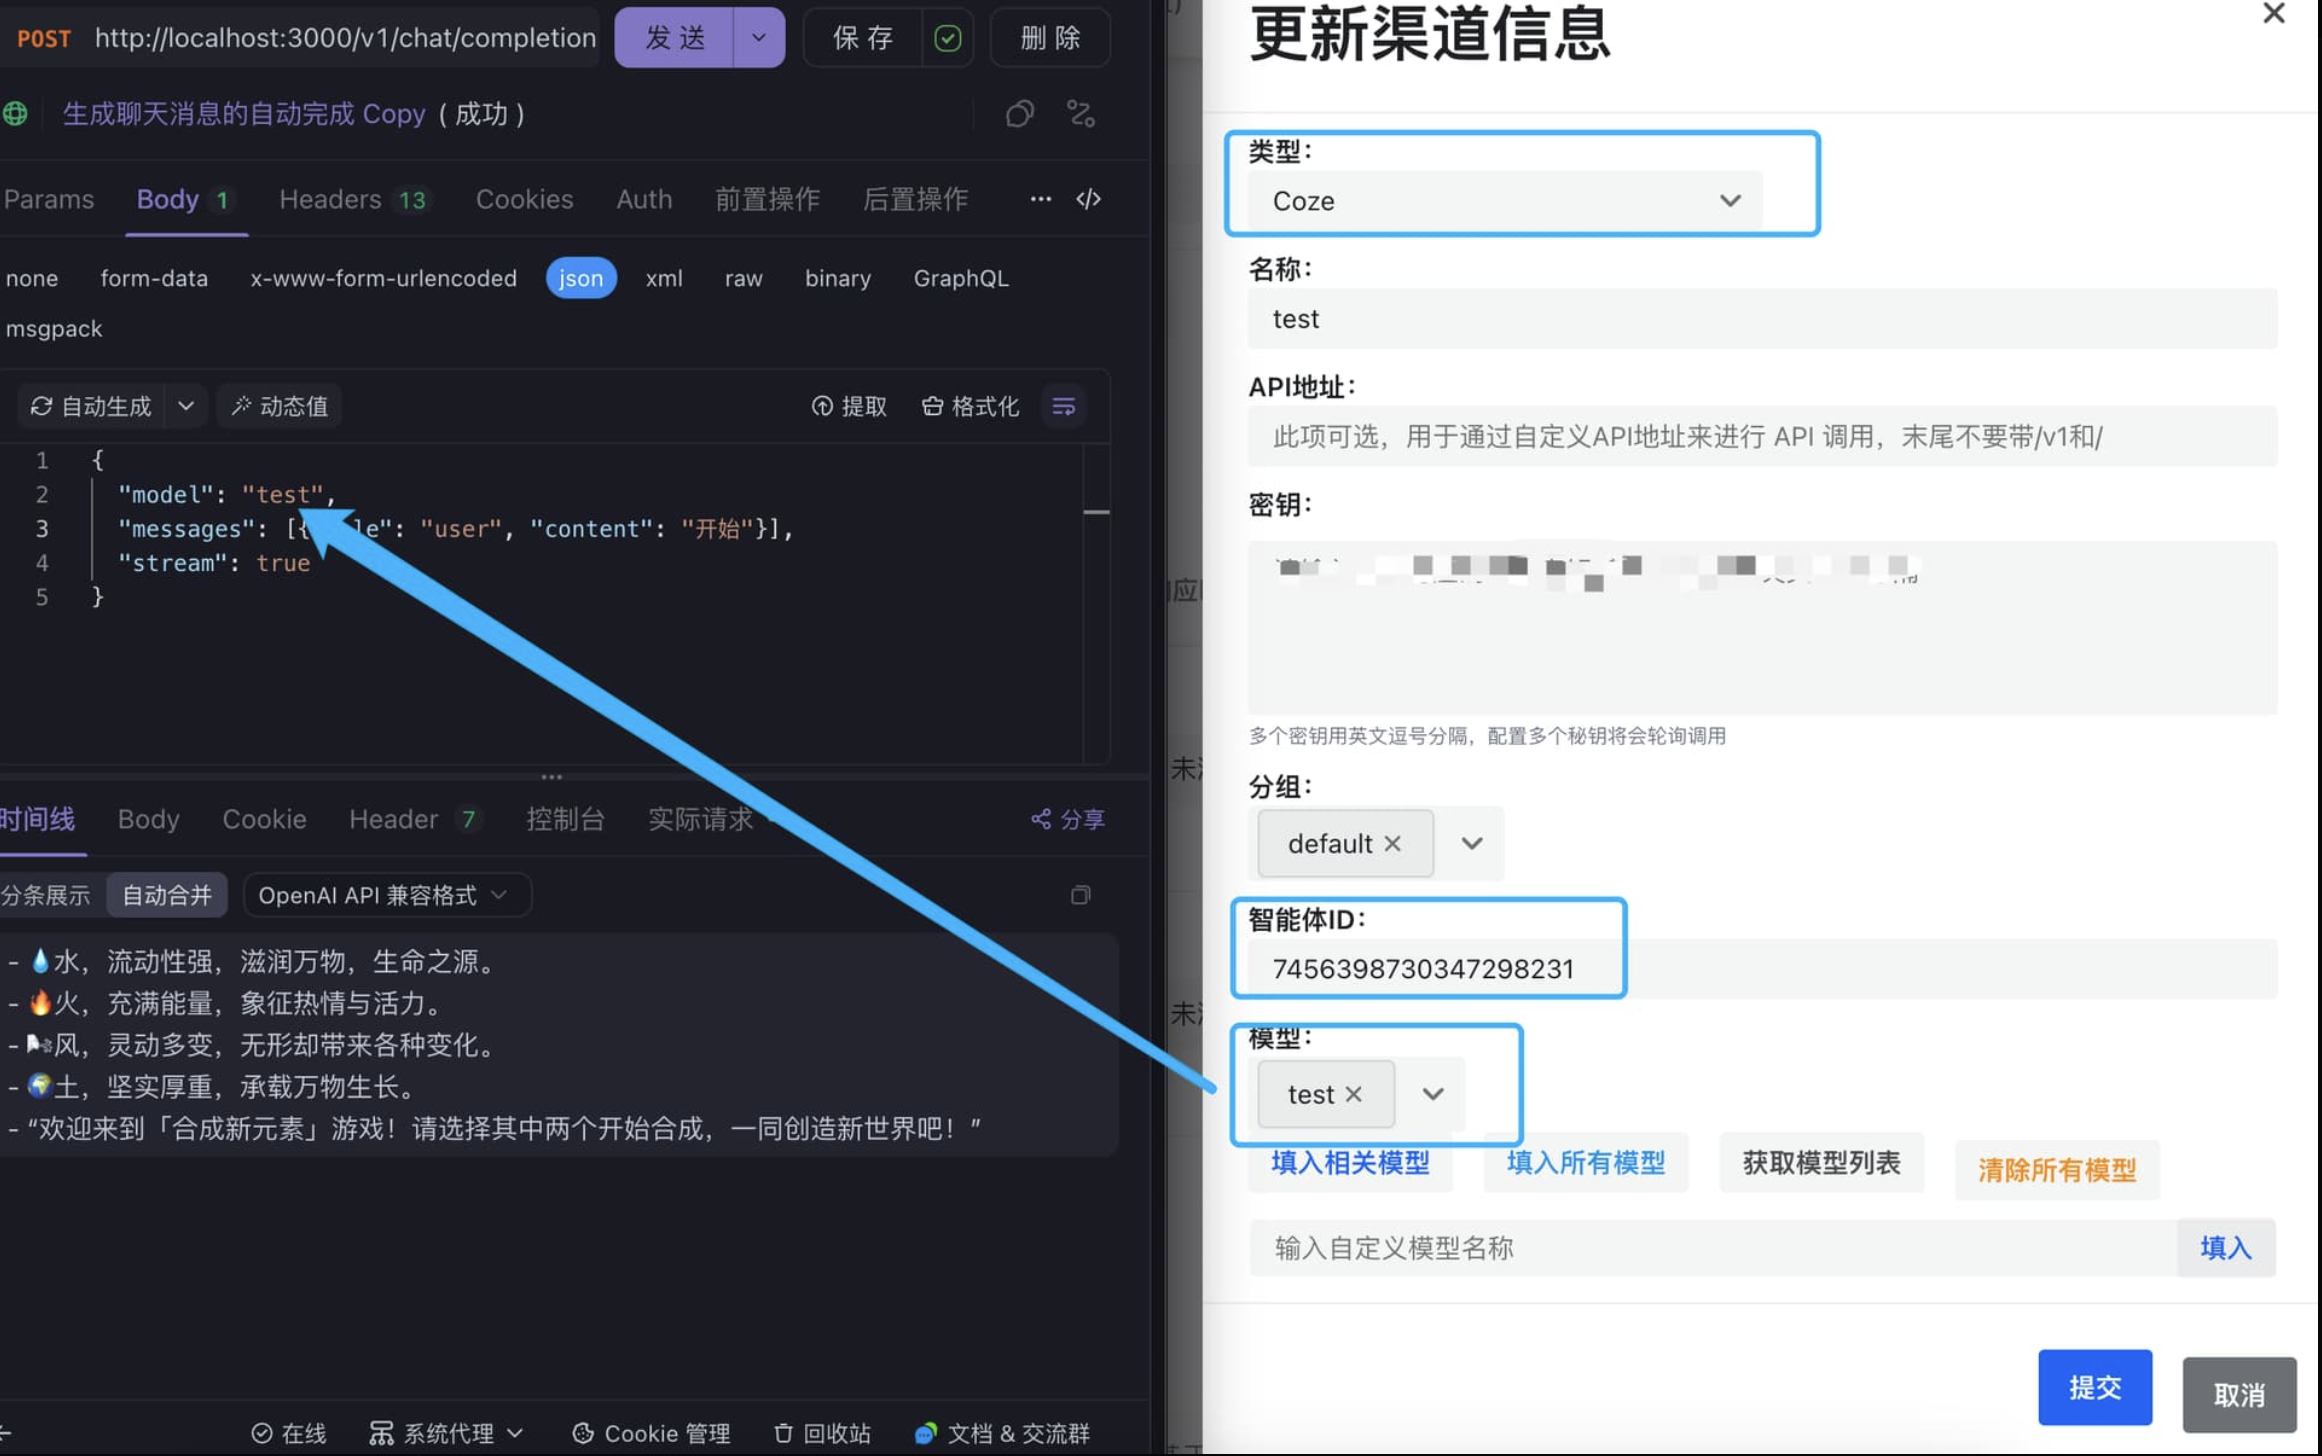 POST http://localhost:3000/v1/chat/completion 发送 保存 删除
生成聊天消息的自动完成 Copy（成功）
Params Body 1 Headers 13 Cookies Auth 前置操作 后置操作 ··· </>
none form-data x-www-form-urlencoded json xml raw binary GraphQL
msgpack
自动生成 动态值 提取 格式化
1 {
2 "model": "test",
3 "messages": [{ le": "user", "content": "开始"}],
4 "stream": true
5 }
时间线 Body Cookie Header 7 控制台 实际请求 分享
分条展示 自动合并 OpenAI API 兼容格式
- 💧水，流动性强，滋润万物，生命之源。
- 🔥火，充满能量，象征热情与活力。
- 🌬风，灵动多变，无形却带来各种变化。
- 🌍土，坚实厚重，承载万物生长。
- “欢迎来到「合成新元素」游戏！请选择其中两个开始合成，一同创造新世界吧！”
在线 系统代理 Cookie 管理 回收站 文档 & 交流群
更新渠道信息
类型：
Coze
名称：
test
API地址：
此项可选，用于通过自定义API地址来进行 API 调用，末尾不要带/v1和/
密钥：
多个密钥用英文逗号分隔，配置多个秘钥将会轮询调用
分组：
default ×
智能体ID：
7456398730347298231
模型：
test ×
填入相关模型 填入所有模型 获取模型列表 清除所有模型
输入自定义模型名称 填入
提交 取消